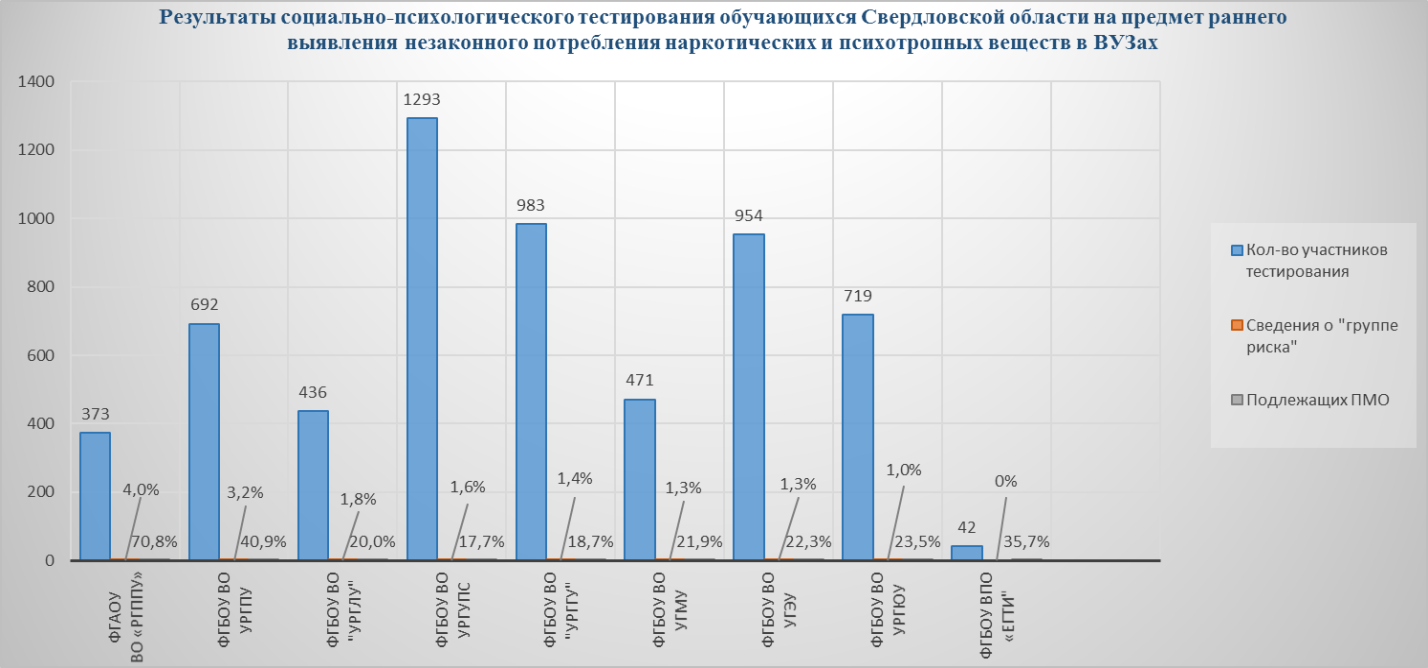 Результаты социально-психологического тестирования обучающихся Свердловской области на предмет раннего
выявления незаконного потребления наркотических и психотропных веществ в ВУЗах
1400
1200
1000
800
600
400
200
0
373
4,0%
70,8%
692
3,2%
40,9%
436
1,8%
20,0%
1293
1,6%
17,7%
983
1,4%
18,7%
471
1,3%
21,9%
954
1,3%
22,3%
719
1,0%
23,5%
42
0%
35,7%
ФГАОУ
ВО «РГППУ»
ФГБОУ ВО
УРГПУ
ФГБОУ ВО
"УРГЛУ"
ФГБОУ ВО
УРГУПС
ФГБОУ ВО
"УРГГУ"
ФГБОУ ВО
УГМУ
ФГБОУ ВО
УГЭУ
ФГБОУ ВО
УРГЮУ
ФГБОУ ВПО
«ЕГТИ"
Кол-во участников
тестирования
Сведения о "группе
риска"
Подлежащих ПМО